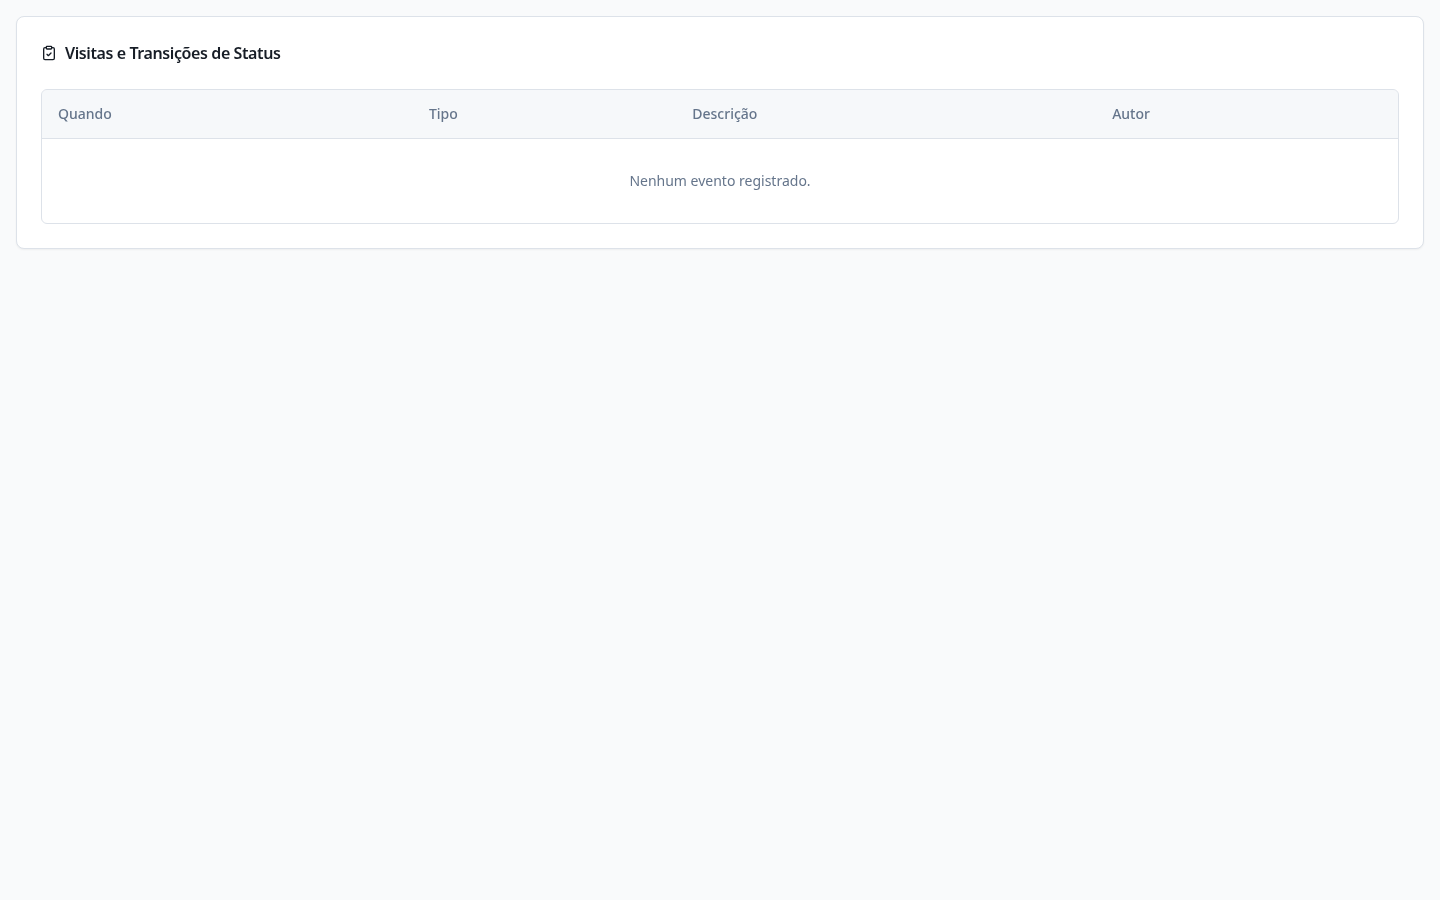 Visitas e Transições de Status
Quando Tipo Descrição Autor
Nenhum evento registrado.